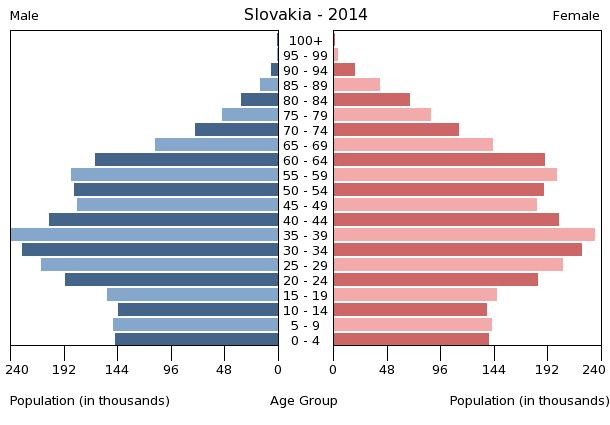 Slovakia - 2014
Male
Female
100+
95 - 99
90 - 94
85 - 89
80 - 84
75 - 79
70 - 74
65 - 69
60 - 64
55 - 59
50 - 54
45 - 49
40 - 44
35 - 39
30 - 34
25 - 29
20 - 24
15 - 19
10 - 14
5 - 9
0 - 4
240 192 144 96 48 0 0 48 96 144 192 240
Population (in thousands) Age Group Population (in thousands)